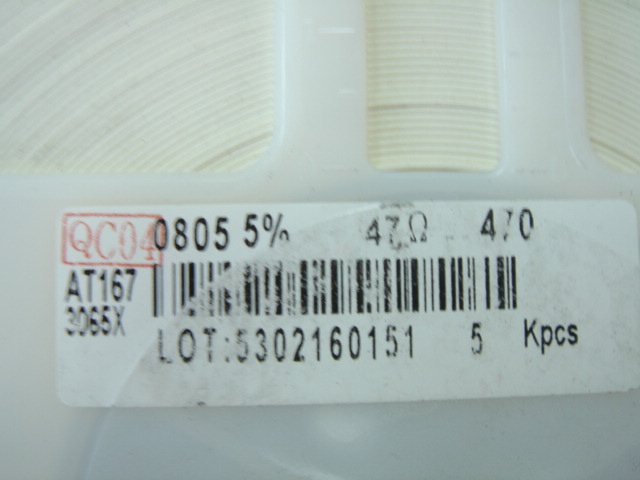 QC04 0805 5% 47Ω 470
AT167
3065X
LOT:5302160151 5 Kpcs